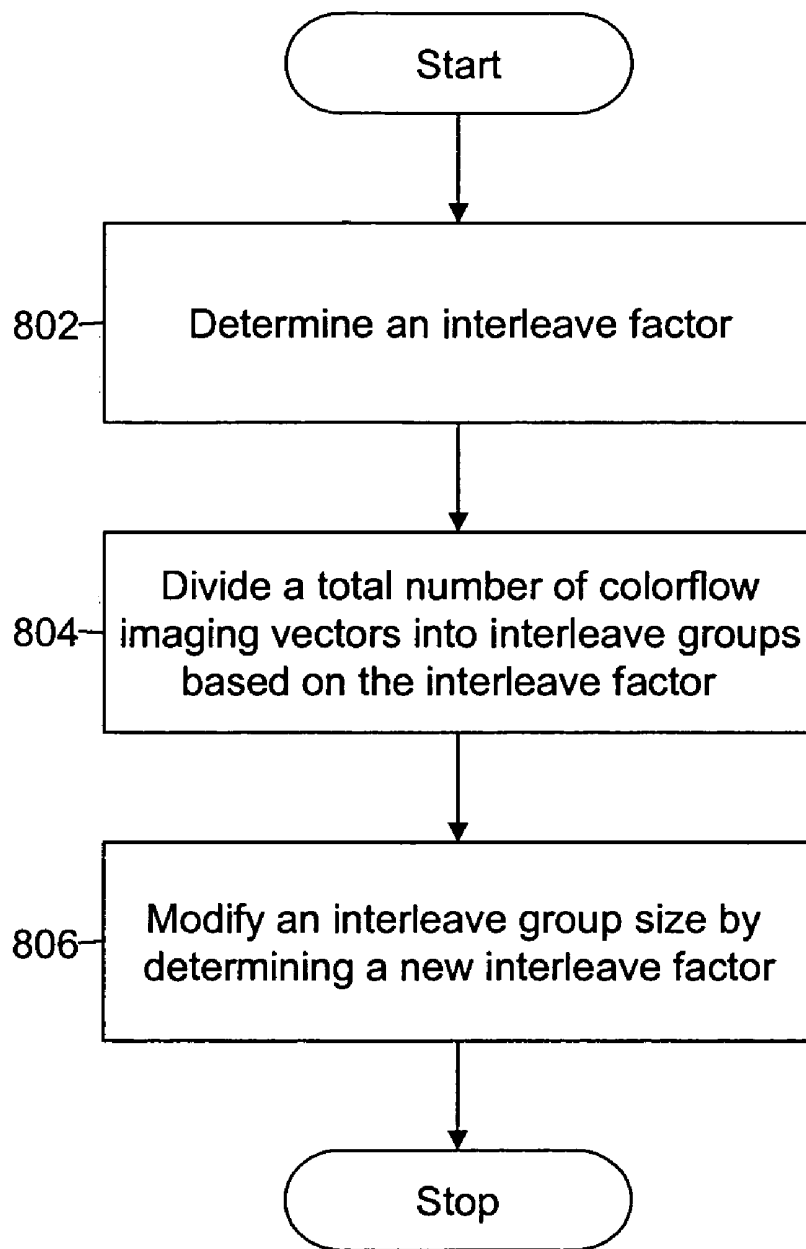 Start
802
Determine an interleave factor
804
Divide a total number of colorflow
imaging vectors into interleave groups
based on the interleave factor
806
Modify an interleave group size by
determining a new interleave factor
Stop